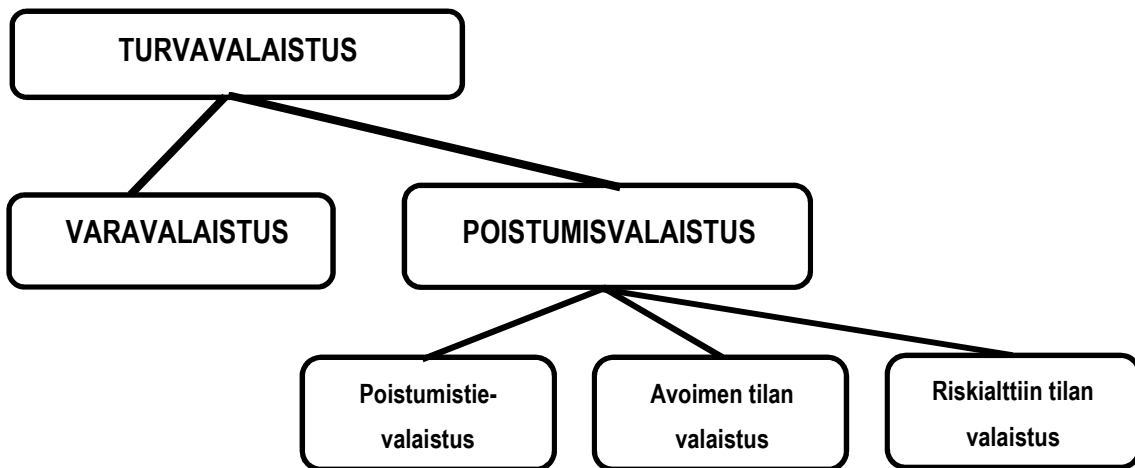 TURVAVALAISTUS
VARAVALAISTUS
POISTUMISVALAISTUS
Poistumistie-
valaistus
Avoimen tilan
valaistus
Riskialttiin tilan
valaistus